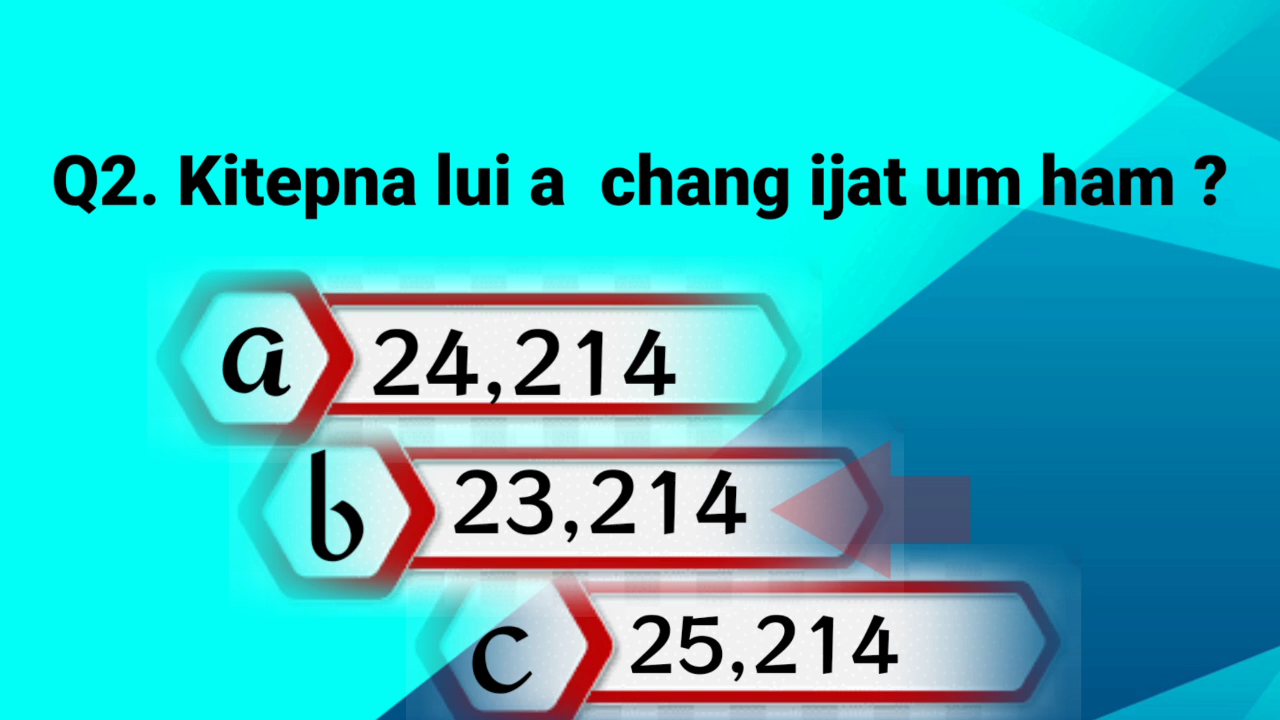 Q2. Kitepna lui a chang ijat um ham ?
a 24,214
b 23,214
c 25,214